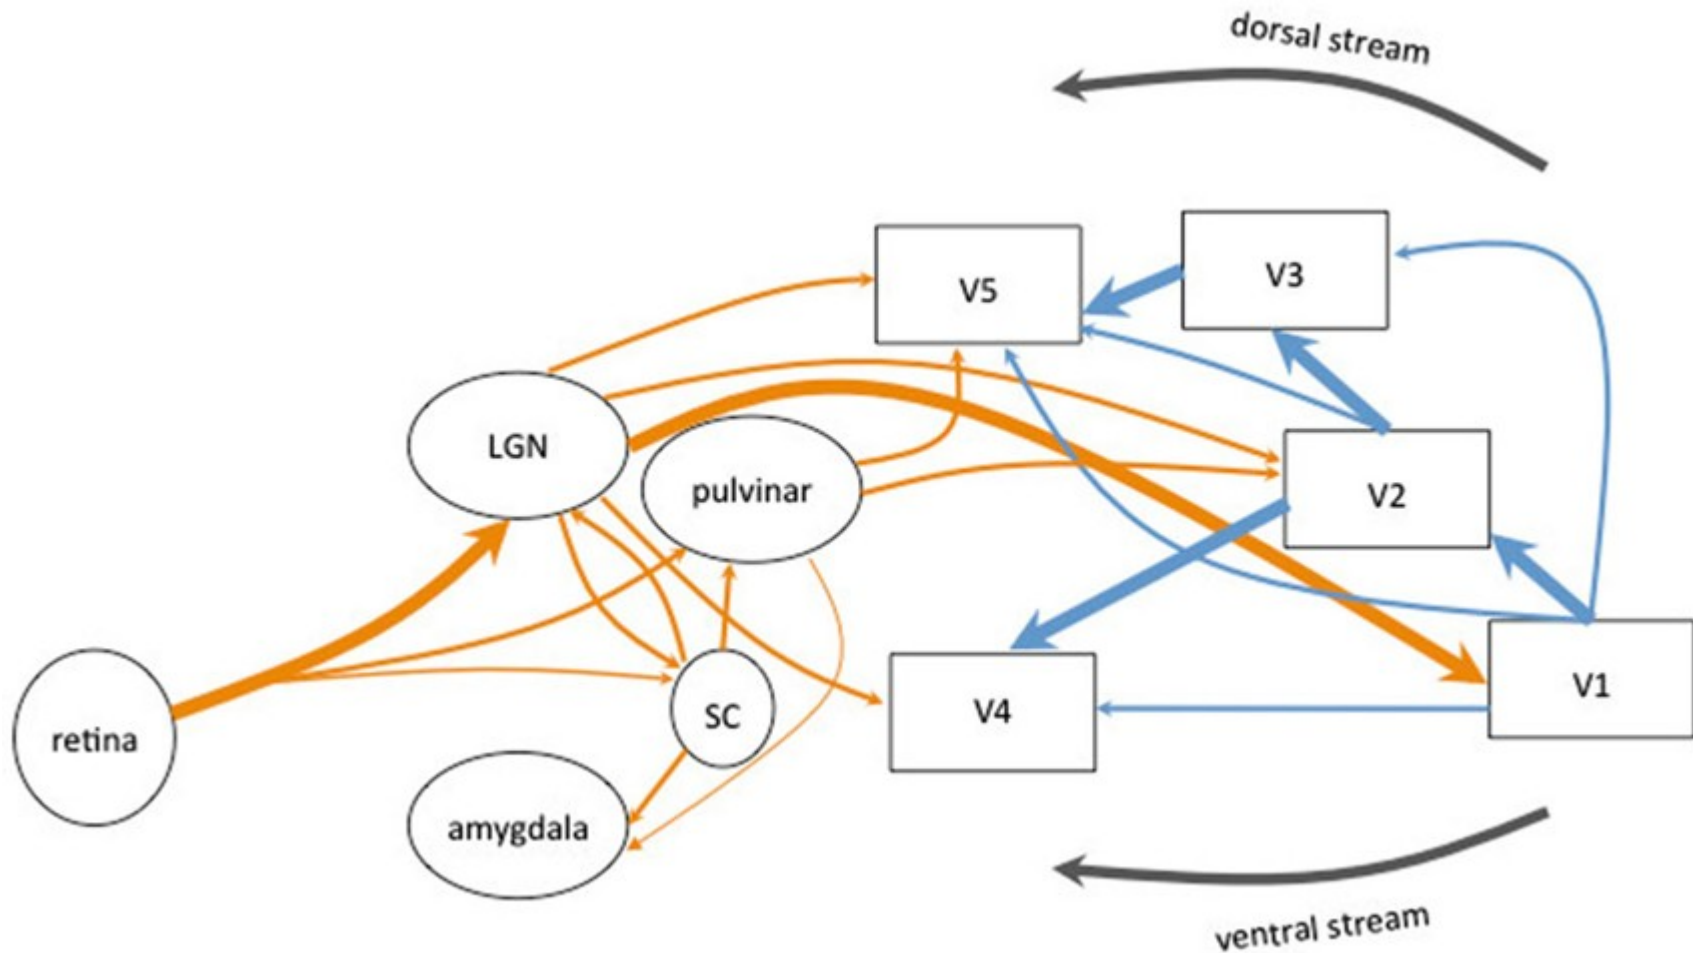 dorsal stream
V5
V3
LGN
pulvinar
V2
retina
SC
V4
V1
amygdala
ventral stream